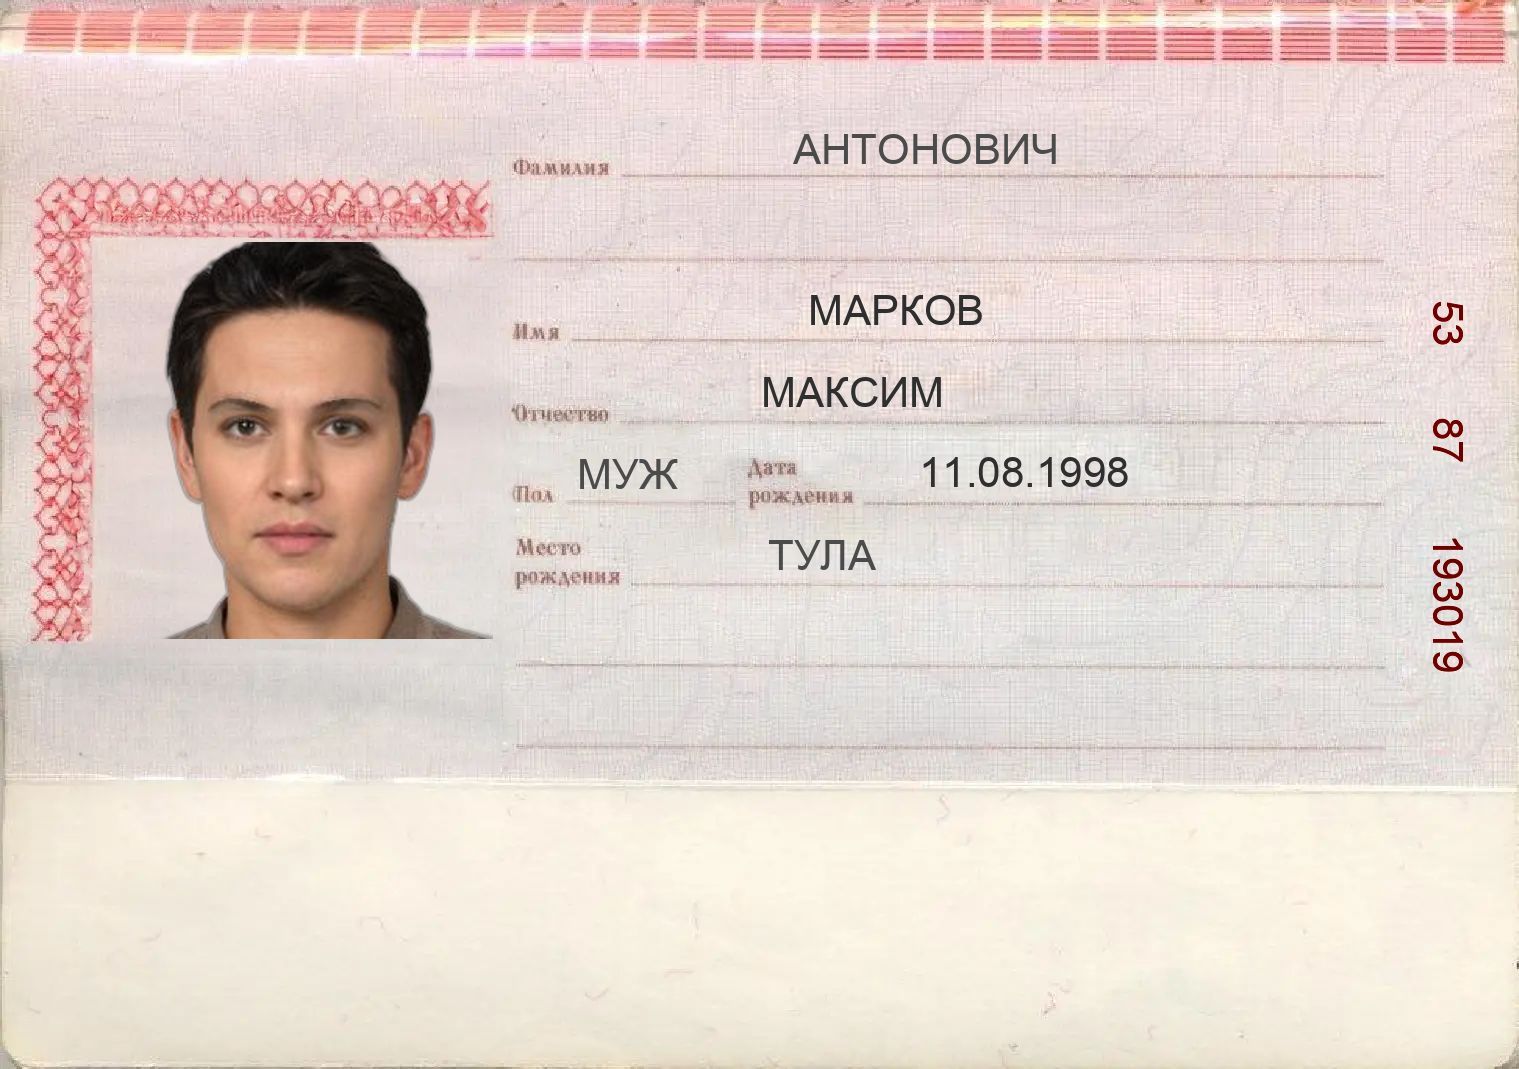 Фамилия АНТОНОВИЧ
Имя МАРКОВ
Отчество МАКСИМ
Пол МУЖ Дата рождения 11.08.1998
Место рождения ТУЛА
53 87 193019